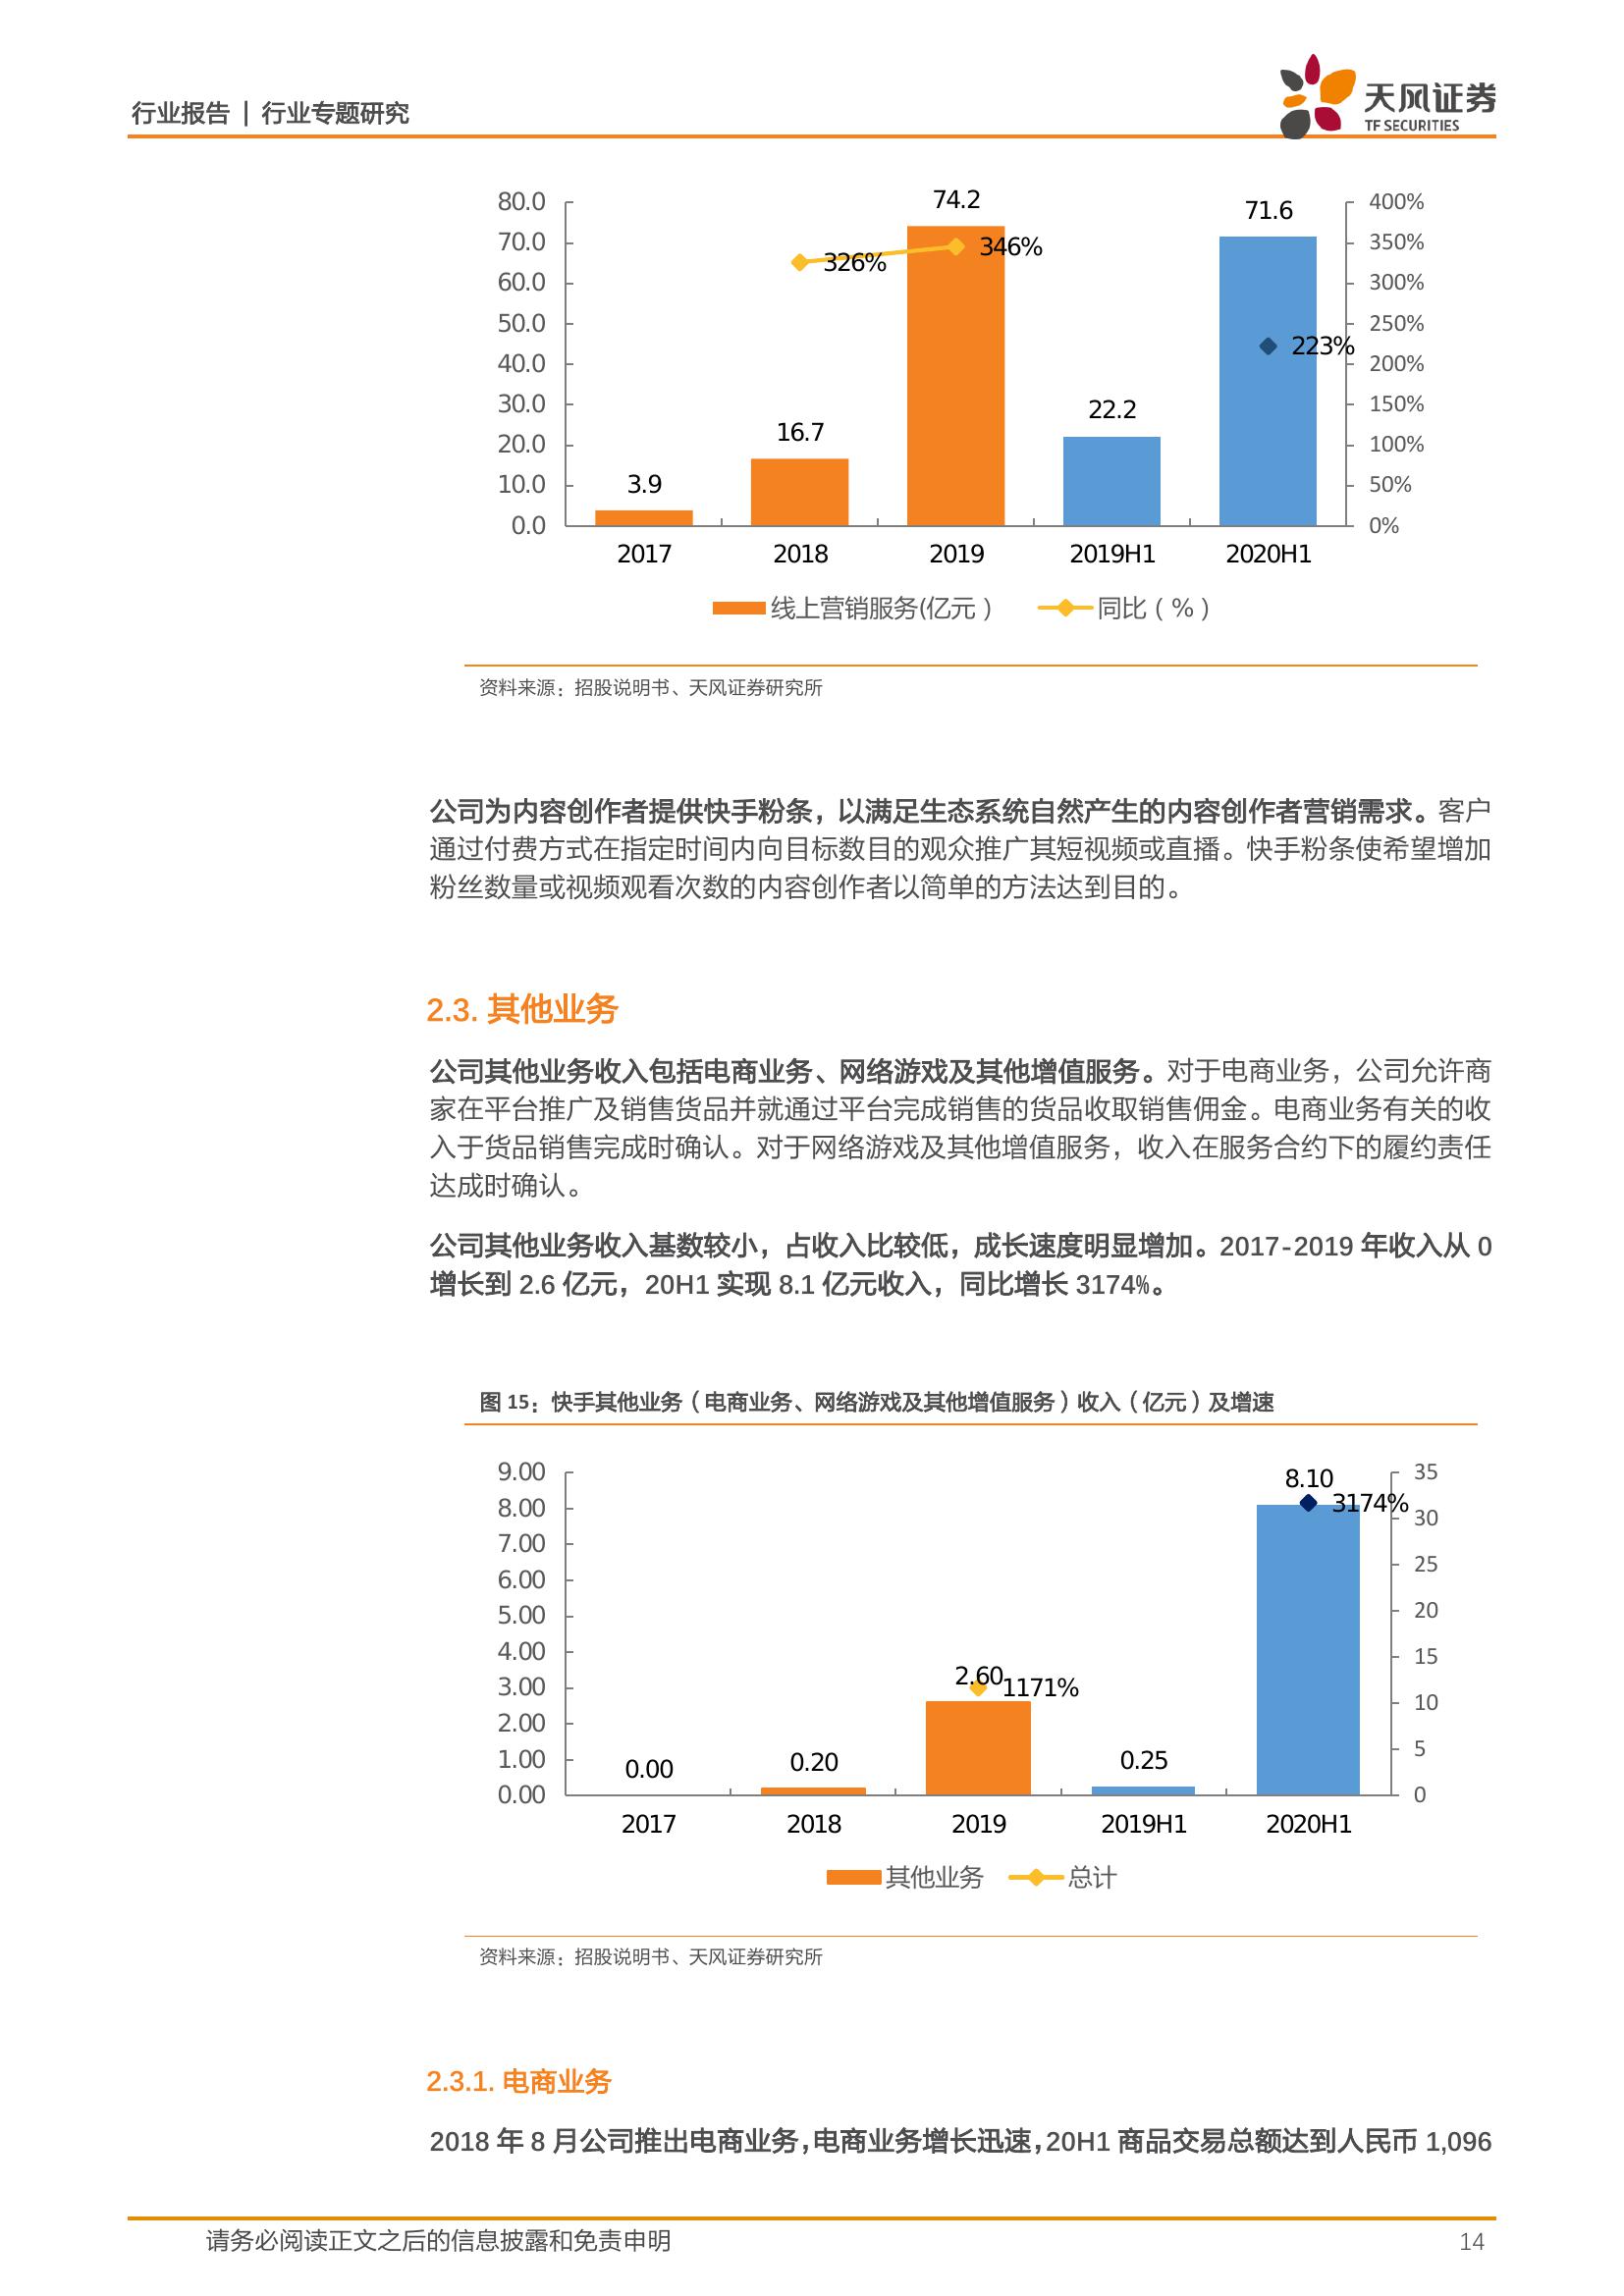 行业报告 | 行业专题研究
天风证券
TF SECURITIES
80.0
70.0
60.0
50.0
40.0
30.0
20.0
10.0
0.0
400%
350%
300%
250%
200%
150%
100%
50%
0%
3.9
16.7
74.2
22.2
71.6
326%
346%
223%
2017 2018 2019 2019H1 2020H1
线上营销服务(亿元） 同比（%）
资料来源：招股说明书、天风证券研究所
公司为内容创作者提供快手粉条，以满足生态系统自然产生的内容创作者营销需求。客户
通过付费方式在指定时间内向目标数目的观众推广其短视频或直播。快手粉条使希望增加
粉丝数量或视频观看次数的内容创作者以简单的方法达到目的。
2.3. 其他业务
公司其他业务收入包括电商业务、网络游戏及其他增值服务。对于电商业务，公司允许商
家在平台推广及销售货品并就通过平台完成销售的货品收取销售佣金。电商业务有关的收
入于货品销售完成时确认。对于网络游戏及其他增值服务，收入在服务合约下的履约责任
达成时确认。
公司其他业务收入基数较小，占收入比较低，成长速度明显增加。2017-2019 年收入从 0
增长到 2.6 亿元，20H1 实现 8.1 亿元收入，同比增长 3174%。
图 15：快手其他业务（电商业务、网络游戏及其他增值服务）收入（亿元）及增速
9.00
8.00
7.00
6.00
5.00
4.00
3.00
2.00
1.00
0.00
35
30
25
20
15
10
5
0
0.00
0.20
2.60
0.25
8.10
1171%
3174%
2017 2018 2019 2019H1 2020H1
其他业务 总计
资料来源：招股说明书、天风证券研究所
2.3.1. 电商业务
2018 年 8 月公司推出电商业务，电商业务增长迅速，20H1 商品交易总额达到人民币 1,096
请务必阅读正文之后的信息披露和免责申明
14